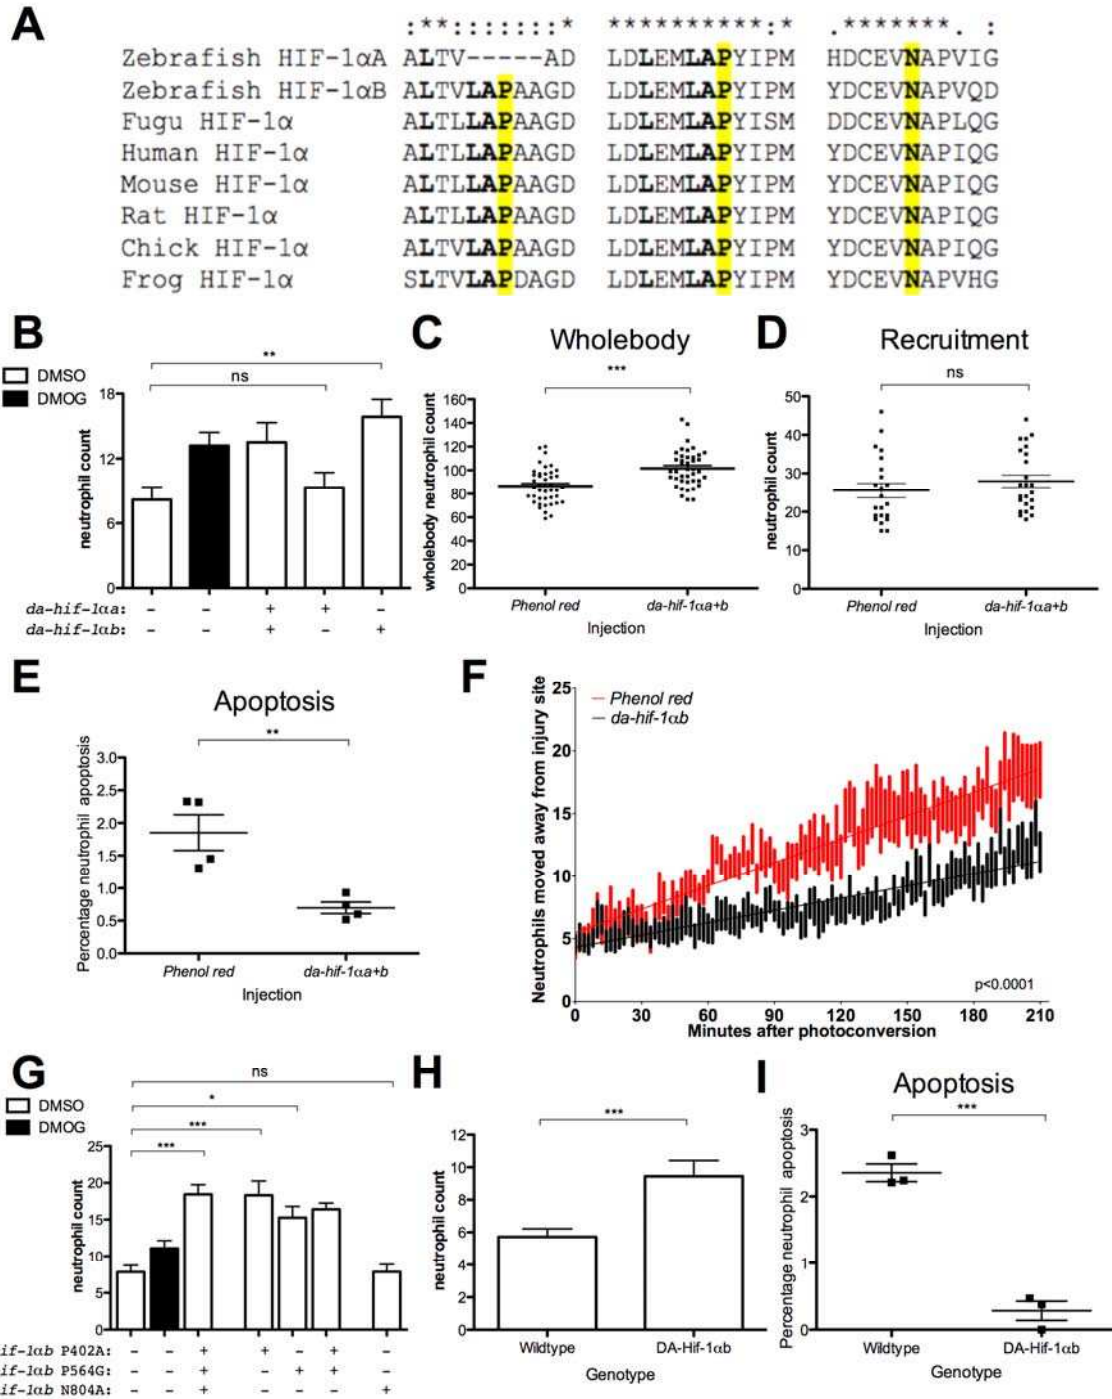 A
:**:::::::* *********:* .*******. :
Zebrafish HIF-1αA ALTV-----AD LDLEMLAPYIPM HDCEVNAPVIG
Zebrafish HIF-1αB ALTVLAPAAGD LDLEMLAPYIPM YDCEVNAPVQD
Fugu HIF-1α ALTLLAPAAGD LDLEMLAPYISM DDCEVNAPLQG
Human HIF-1α ALTLLAPAAGD LDLEMLAPYIPM YDCEVNAPIQG
Mouse HIF-1α ALTLLAPAAGD LDLEMLAPYIPM YDCEVNAPIQG
Rat HIF-1α ALTLLAPAAGD LDLEMLAPYIPM YDCEVNAPIQG
Chick HIF-1α ALTVLAPAAGD LDLEMLAPYIPM YDCEVNAPIQG
Frog HIF-1α SLTVLAPDAGD LDLEMLAPYIPM YDCEVNAPVHG
B
DMSO
DMOG
**
ns
neutrophil count
18
12
6
0
da-hif-1αa: - - + + -
da-hif-1αb: - - + - +
C
Wholebody
***
wholebody neutrophil count
160
140
120
100
80
60
40
20
0
Phenol red da-hif-1αa+b
Injection
D
Recruitment
ns
neutrophil count
50
40
30
20
10
0
Phenol red da-hif-1αa+b
Injection
E
Apoptosis
**
Percentage neutrophil apoptosis
3.0
2.5
2.0
1.5
1.0
0.5
0.0
Phenol red da-hif-1αa+b
Injection
F
Neutrophils moved away from injury site
25
20
15
10
5
0
Phenol red
da-hif-1αb
p<0.0001
0 30 60 90 120 150 180 210
Minutes after photoconversion
G
DMSO
DMOG
ns
*
***
***
neutrophil count
25
20
15
10
5
0
if-1αb P402A: - - + + - + -
if-1αb P564G: - - + - + + -
if-1αb N804A: - - + - - - +
H
***
neutrophil count
12
10
8
6
4
2
0
Wildtype DA-Hif-1αb
Genotype
I
Apoptosis
***
Percentage neutrophil apoptosis
3
2
1
0
Wildtype DA-Hif-1αb
Genotype